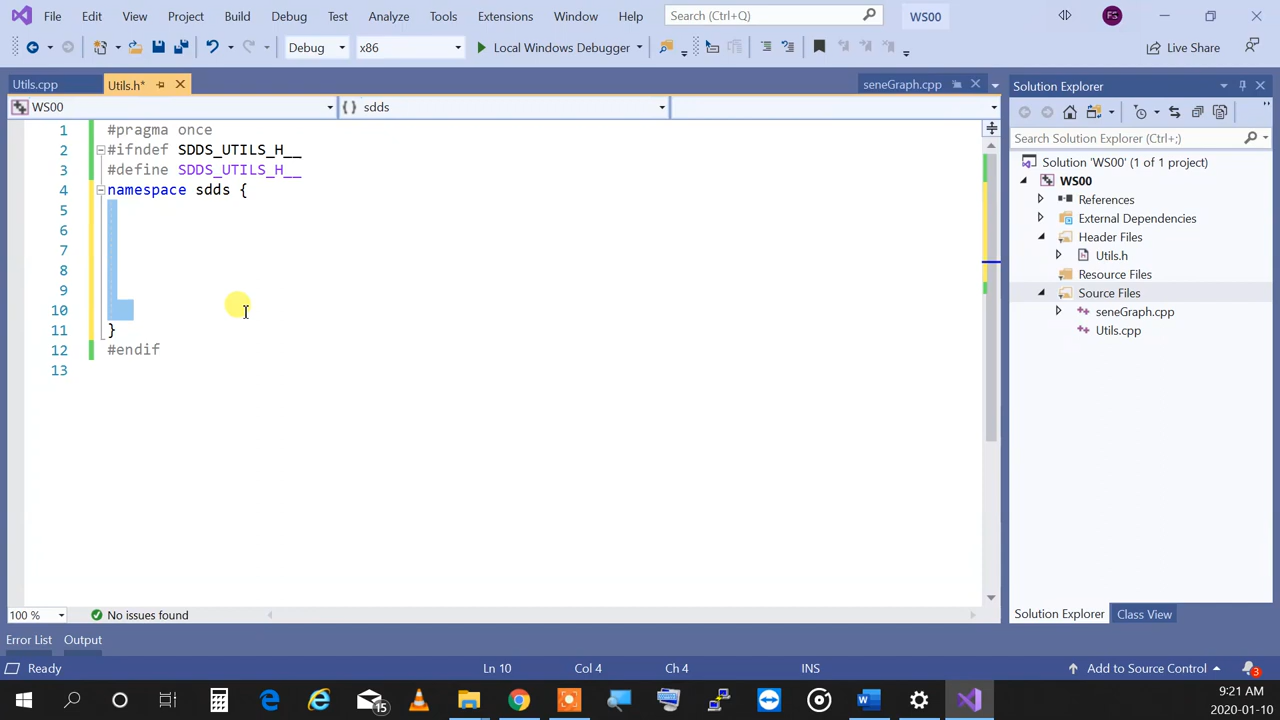 File Edit View Project Build Debug Test Analyze Tools Extensions Window Help Search (Ctrl+Q) WS00 FS
Debug x86 Local Windows Debugger Live Share
Utils.cpp Utils.h* seneGraph.cpp
WS00 { } sdds
1 #pragma once
2 #ifndef SDDS_UTILS_H__
3 #define SDDS_UTILS_H__
4 namespace sdds {
5
6
7
8
9
10
11 }
12 #endif
13
100 % No issues found
Solution Explorer
Search Solution Explorer (Ctrl+;)
Solution 'WS00' (1 of 1 project)
WS00
References
External Dependencies
Header Files
Utils.h
Resource Files
Source Files
seneGraph.cpp
Utils.cpp
Solution Explorer Class View
Error List Output
Ready Ln 10 Col 4 Ch 4 INS Add to Source Control 3
15 9:21 AM
2020-01-10